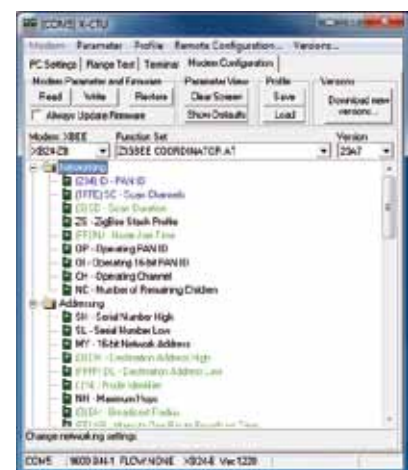 [COM5] X-CTU
Modem Parameter Profile Remote Configuration... Versions...
PC Settings Range Test Terminal Modem Configuration
Modem Parameter and Firmware Parameter View Profile Versions
Read Write Restore Clear Screen Save Download new versions...
Always Update Firmware Show Defaults Load
Modem: XBEE Function Set Version
XB24-ZB ZIGBEE COORDINATOR AT 2047
Networking
(234) ID - PAN ID
(1FFE) SC - Scan Channels
(3) SD - Scan Duration
ZS - ZigBee Stack Profile
(FF) NJ - Node Join Time
OP - Operating PAN ID
OI - Operating 16-bit PAN ID
CH - Operating Channel
NC - Number of Remaining Children
Addressing
SH - Serial Number High
SL - Serial Number Low
MY - 16-bit Network Address
(0) DH - Destination Address High
(FFFF) DL - Destination Address Low
( ) NI - Node Identifier
NH - Maximum Hops
(0) BH - Broadcast Radius
Change networking settings
COM5 9600 8-N-1 FLOW:NONE XB24-B Ver:1220